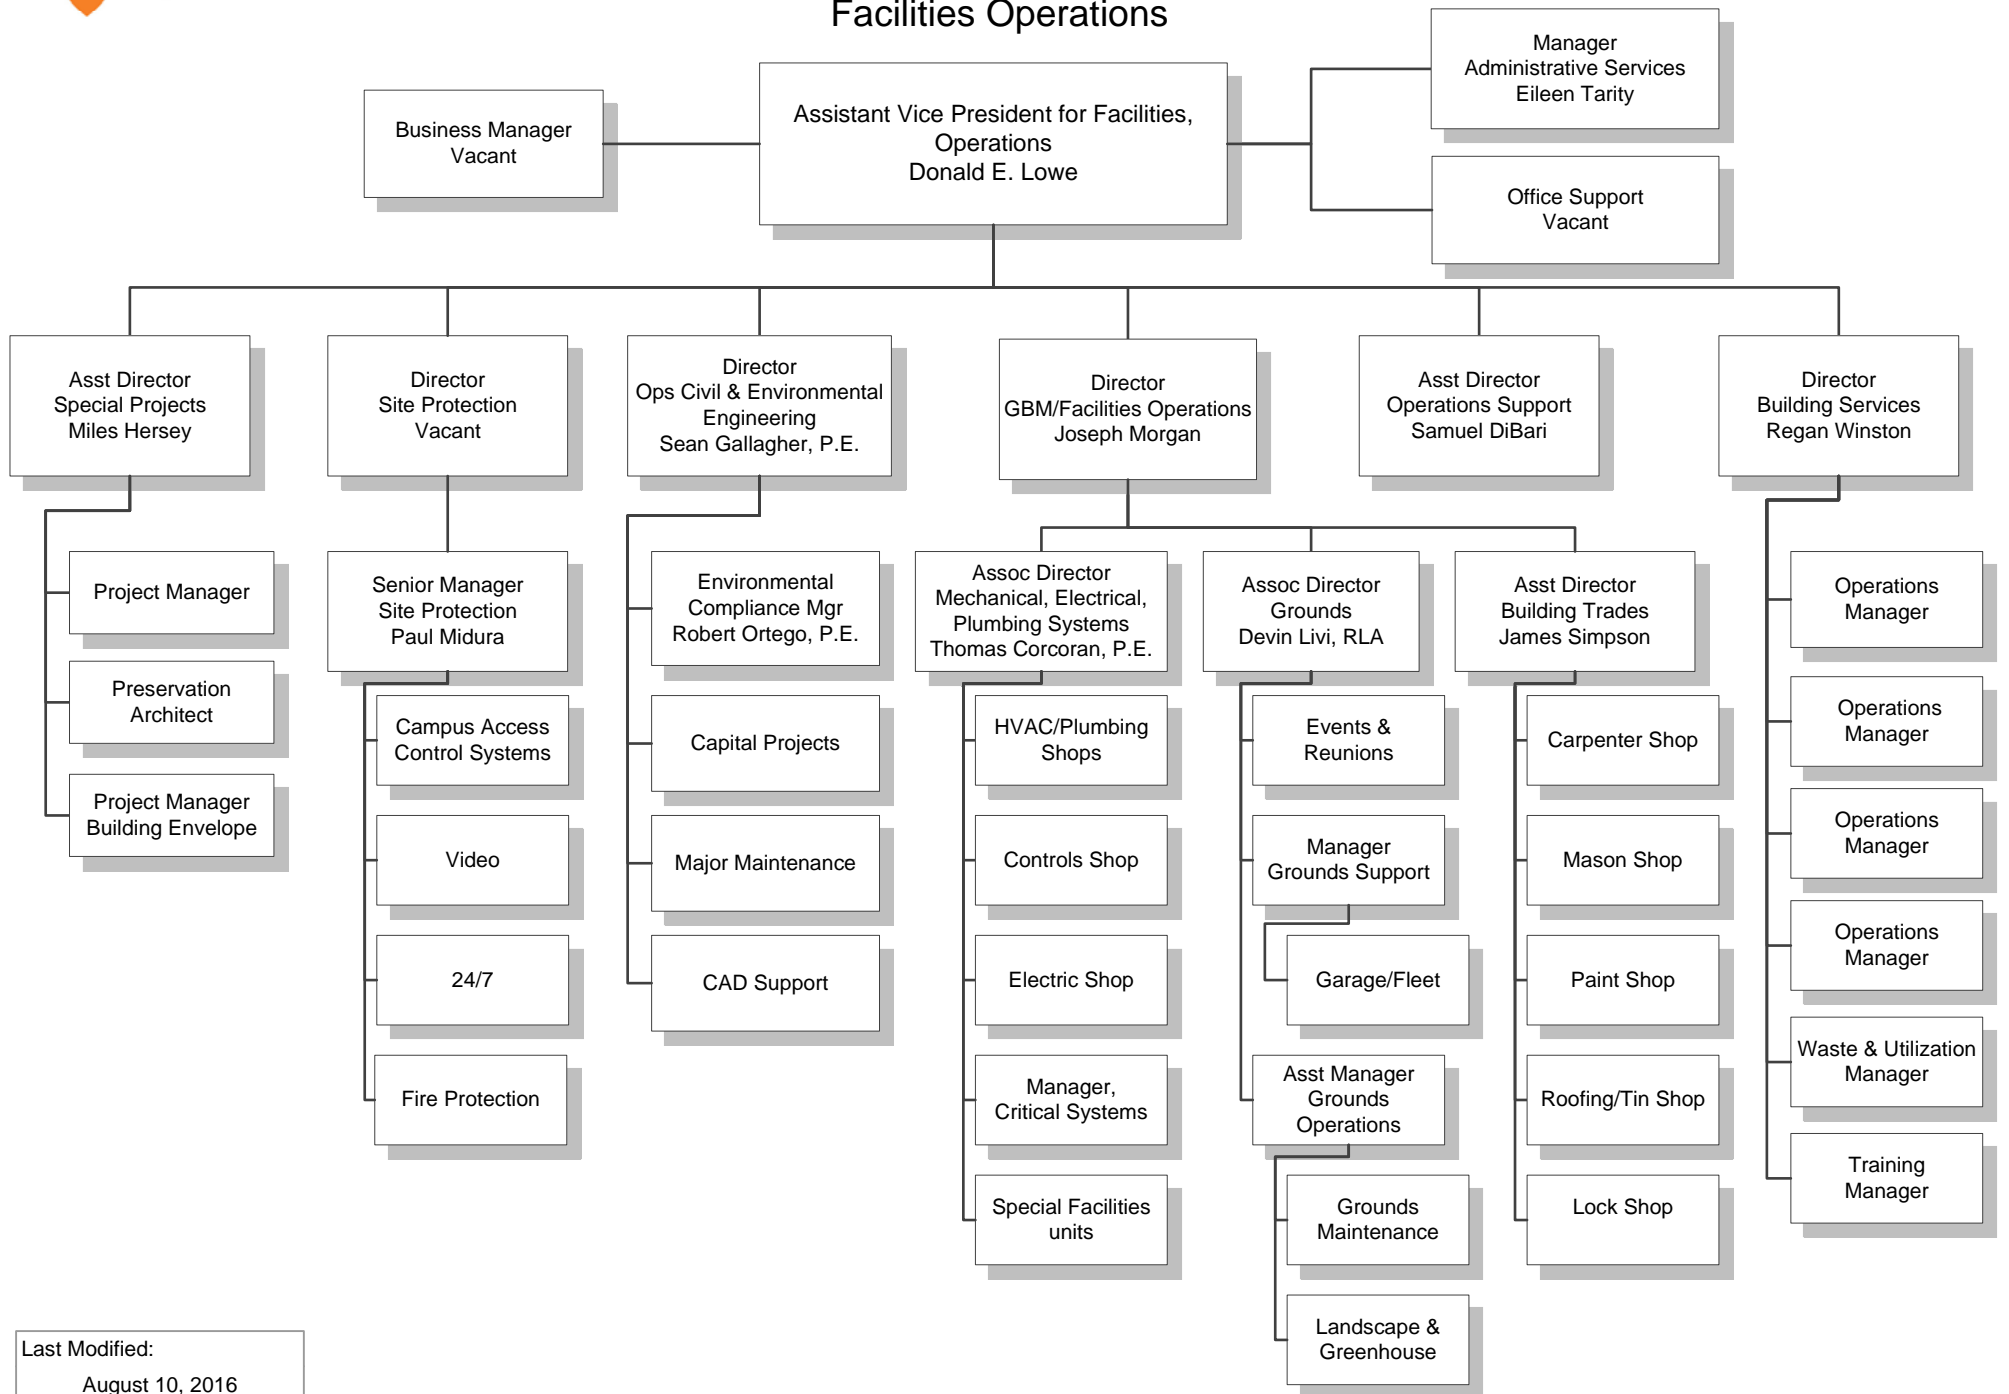 Facilities Operations
Manager
Administrative Services
Eileen Tarity
Assistant Vice President for Facilities,
Operations
Donald E. Lowe
Business Manager
Vacant
Office Support
Vacant
Asst Director
Special Projects
Miles Hersey
Director
Site Protection
Vacant
Director
Ops Civil & Environmental
Engineering
Sean Gallagher, P.E.
Director
GBM/Facilities Operations
Joseph Morgan
Asst Director
Operations Support
Samuel DiBari
Director
Building Services
Regan Winston
Project Manager
Preservation
Architect
Project Manager
Building Envelope
Senior Manager
Site Protection
Paul Midura
Campus Access
Control Systems
Video
24/7
Fire Protection
Environmental
Compliance Mgr
Robert Ortego, P.E.
Capital Projects
Major Maintenance
CAD Support
Assoc Director
Mechanical, Electrical,
Plumbing Systems
Thomas Corcoran, P.E.
HVAC/Plumbing
Shops
Controls Shop
Electric Shop
Manager,
Critical Systems
Special Facilities
units
Assoc Director
Grounds
Devin Livi, RLA
Events &
Reunions
Manager
Grounds Support
Garage/Fleet
Asst Manager
Grounds
Operations
Grounds
Maintenance
Landscape &
Greenhouse
Asst Director
Building Trades
James Simpson
Carpenter Shop
Mason Shop
Paint Shop
Roofing/Tin Shop
Lock Shop
Operations
Manager
Operations
Manager
Operations
Manager
Operations
Manager
Waste & Utilization
Manager
Training
Manager
Last Modified:
August 10, 2016